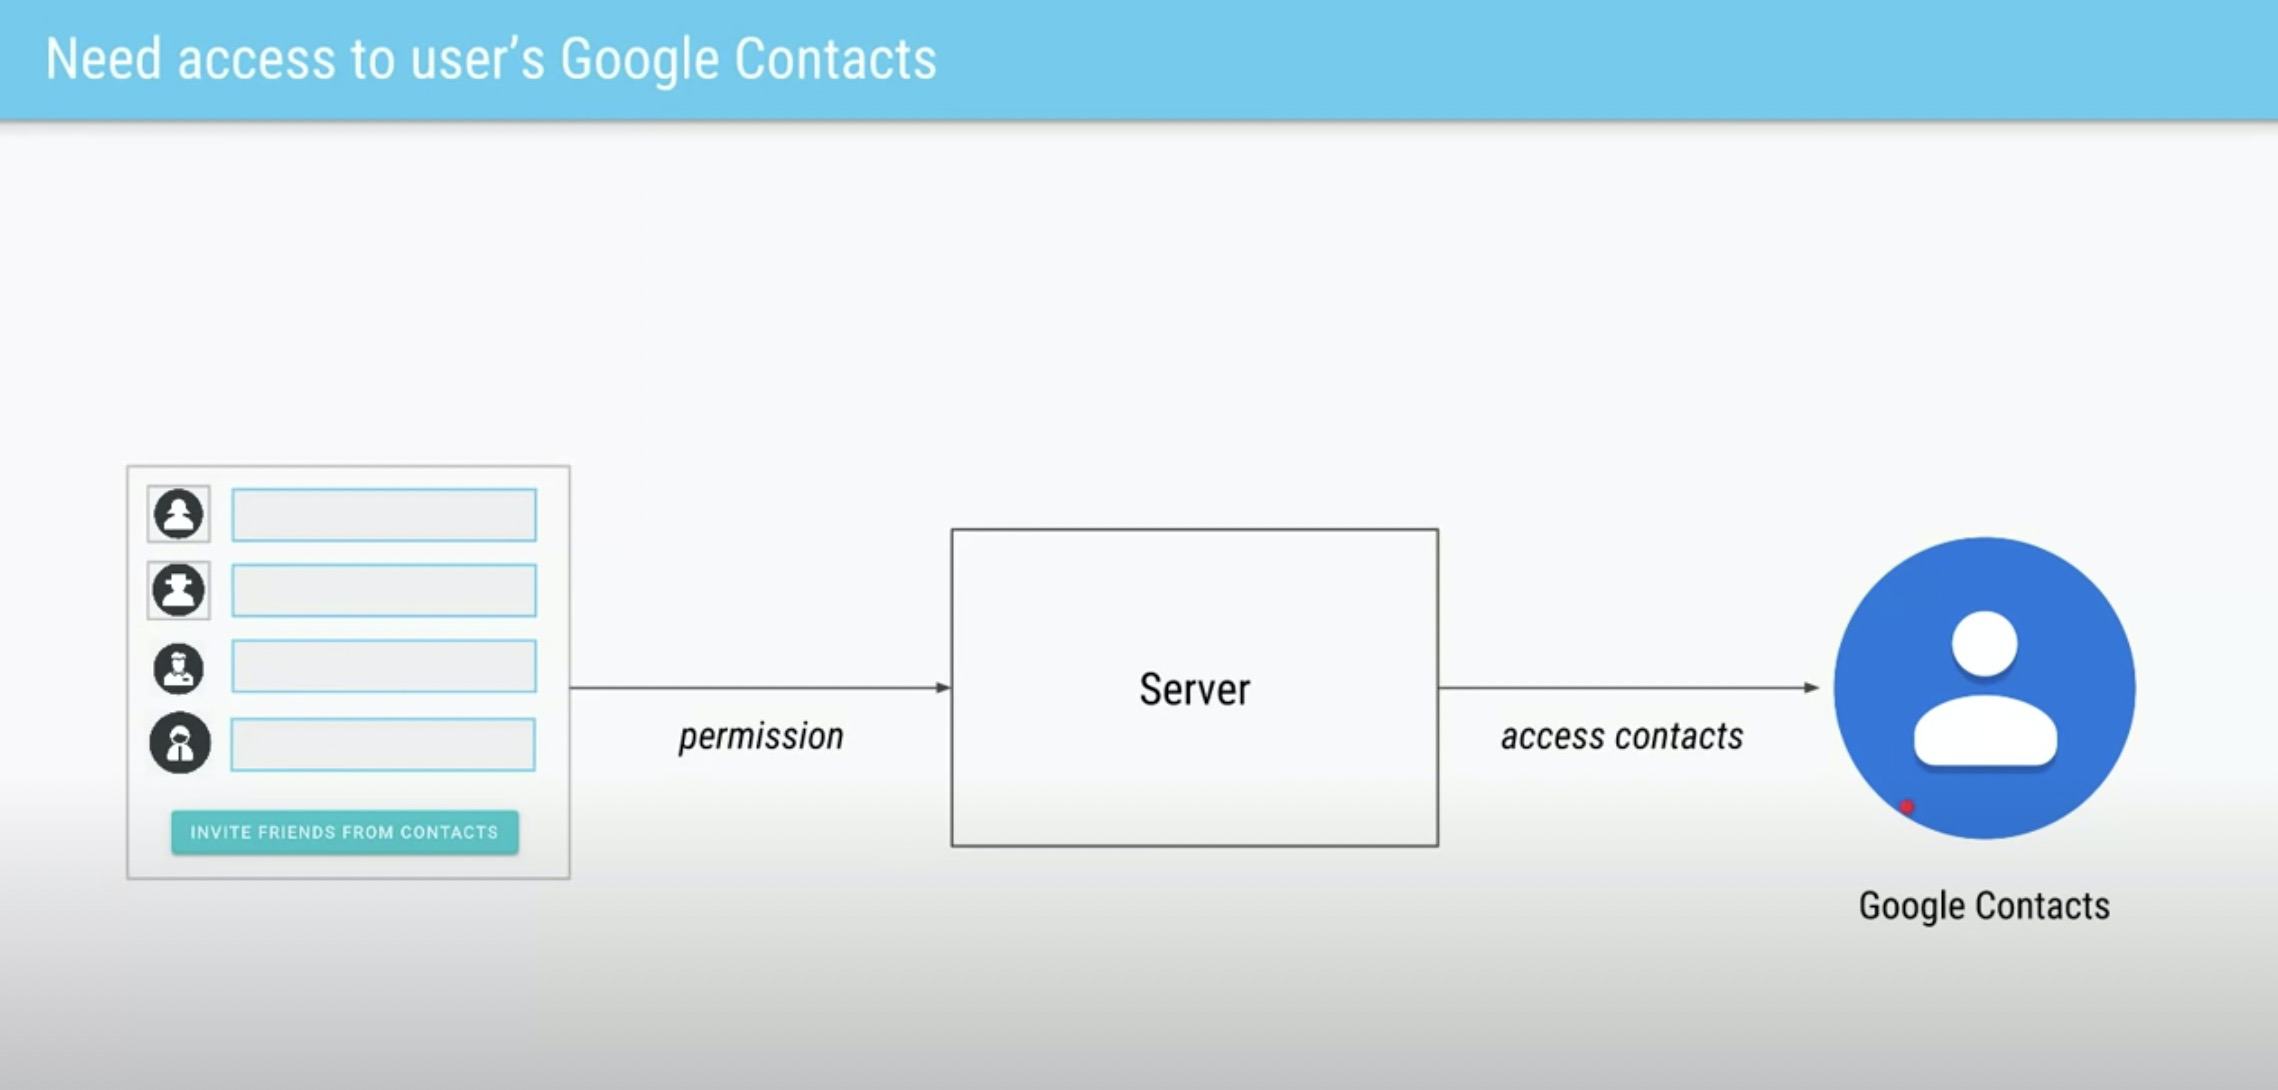 Need access to user’s Google Contacts
INVITE FRIENDS FROM CONTACTS
permission
Server
access contacts
Google Contacts